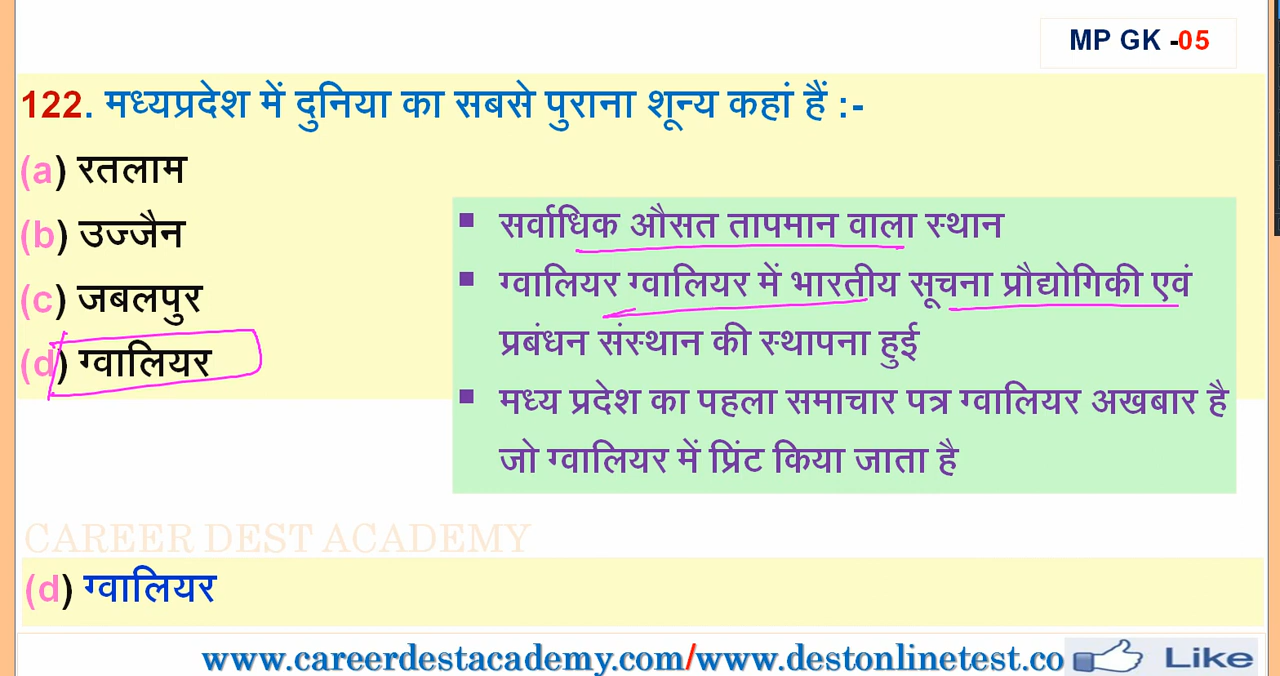 MP GK -05
122. मध्यप्रदेश में दुनिया का सबसे पुराना शून्य कहां हैं :-
(a) रतलाम
(b) उज्जैन
(c) जबलपुर
(d) ग्वालियर
▪ सर्वाधिक औसत तापमान वाला स्थान
▪ ग्वालियर ग्वालियर में भारतीय सूचना प्रौद्योगिकी एवं
प्रबंधन संस्थान की स्थापना हुई
▪ मध्य प्रदेश का पहला समाचार पत्र ग्वालियर अखबार है
जो ग्वालियर में प्रिंट किया जाता है
CAREER DEST ACADEMY
(d) ग्वालियर
www.careerdestacademy.com/www.destonlinetest.co
Like